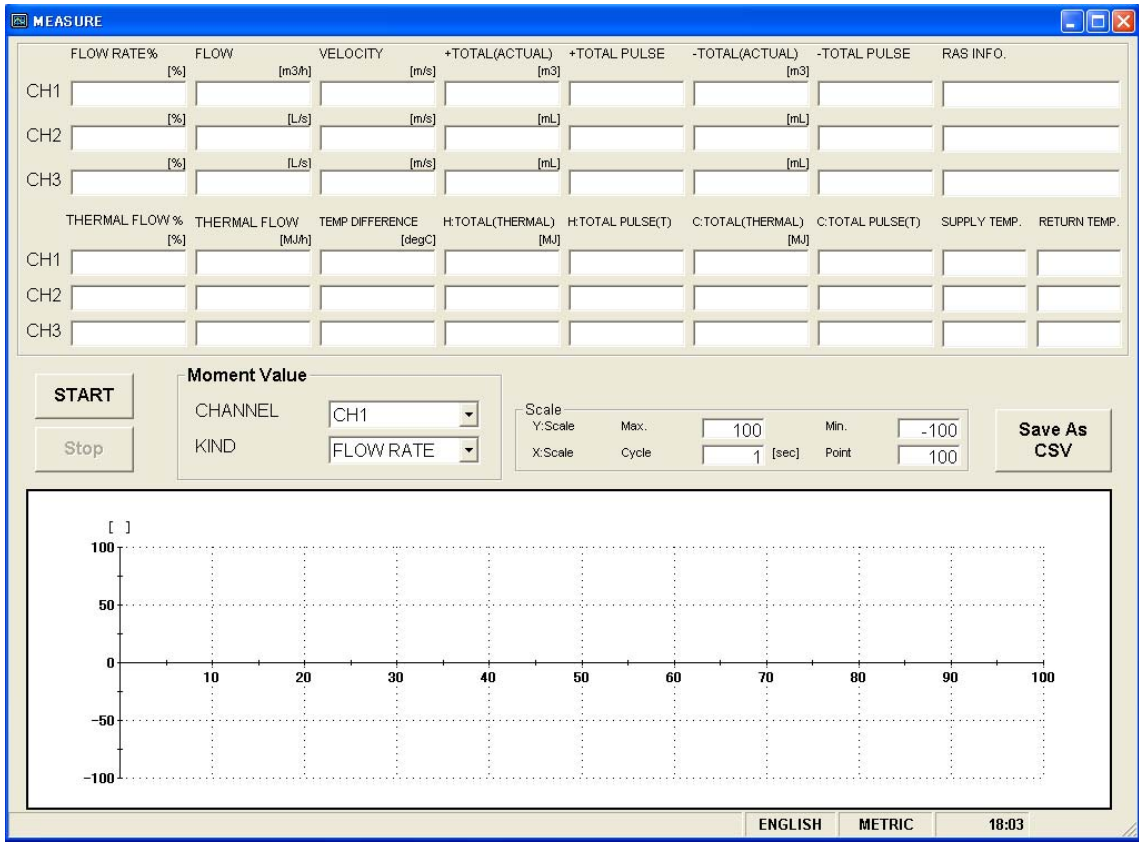 MEASURE
FLOW RATE% FLOW VELOCITY +TOTAL(ACTUAL) +TOTAL PULSE -TOTAL(ACTUAL) -TOTAL PULSE RAS INFO.
[%] [m3/h] [m/s] [m3] [m3]
CH1
[%] [L/s] [m/s] [mL] [mL]
CH2
[%] [L/s] [m/s] [mL] [mL]
CH3
THERMAL FLOW % THERMAL FLOW TEMP DIFFERENCE H:TOTAL(THERMAL) H:TOTAL PULSE(T) C:TOTAL(THERMAL) C:TOTAL PULSE(T) SUPPLY TEMP. RETURN TEMP.
[%] [MJ/h] [degC] [MJ] [MJ]
CH1
CH2
CH3
START
Stop
Moment Value
CHANNEL CH1
KIND FLOW RATE
Scale
Y:Scale Max. 100 Min. -100
X:Scale Cycle 1 [sec] Point 100
Save As
CSV
[ ]
100
50
0
10 20 30 40 50 60 70 80 90 100
-50
-100
ENGLISH METRIC 18:03